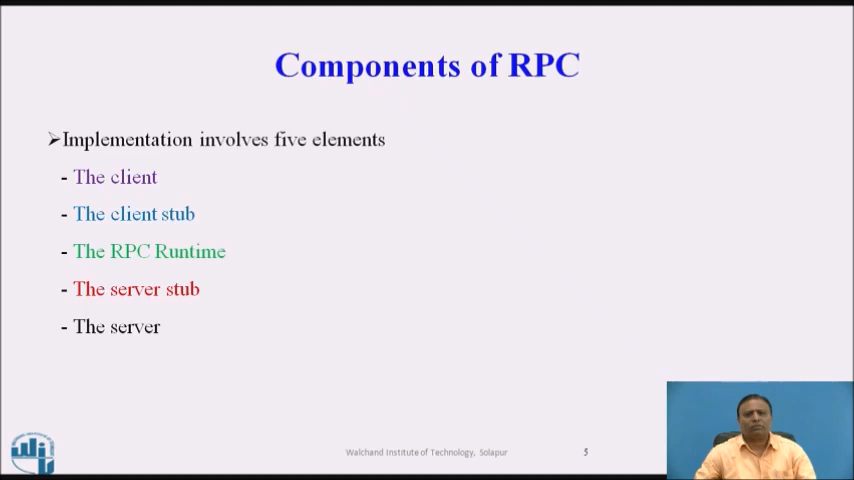 Components of RPC
➢Implementation involves five elements
- The client
- The client stub
- The RPC Runtime
- The server stub
- The server
Walchand Institute of Technology, Solapur 5